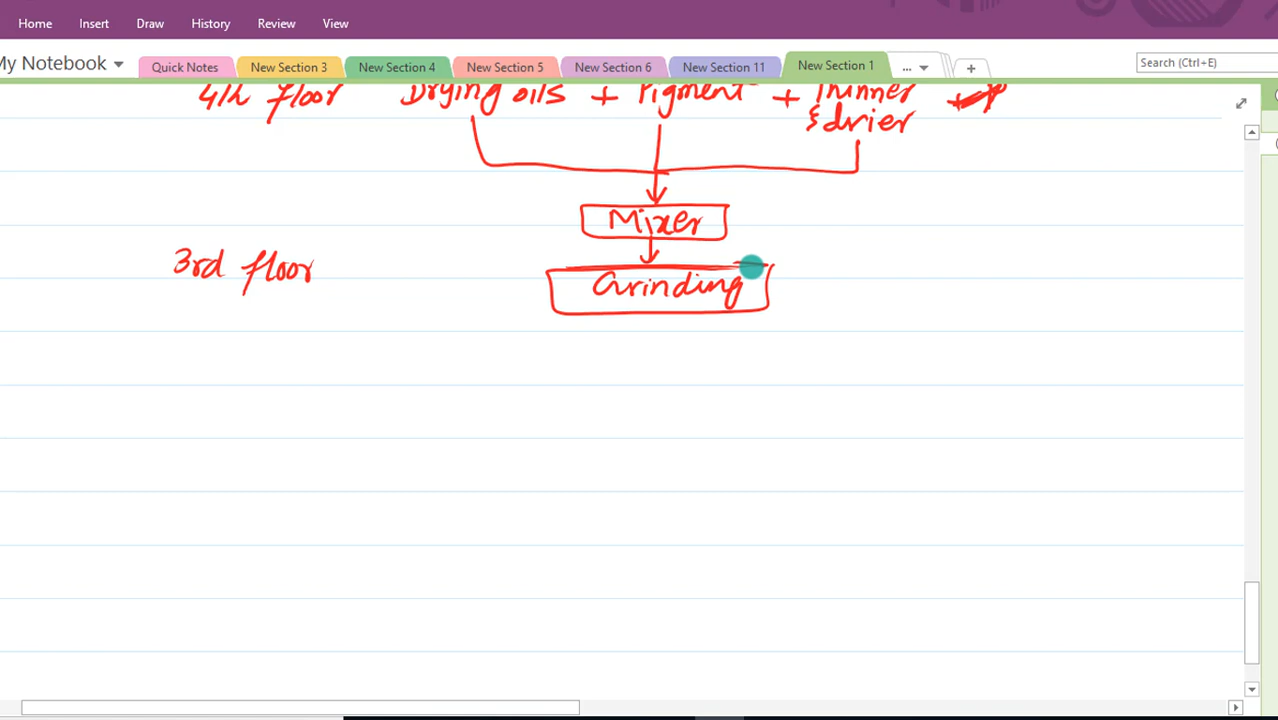 Home Insert Draw History Review View
My Notebook Quick Notes New Section 3 New Section 4 New Section 5 New Section 6 New Section 11 New Section 1 ... + Search (Ctrl+E)
4th floor Drying oils + Pigment + Thinner
& drier
Mixer
3rd floor
Grinding